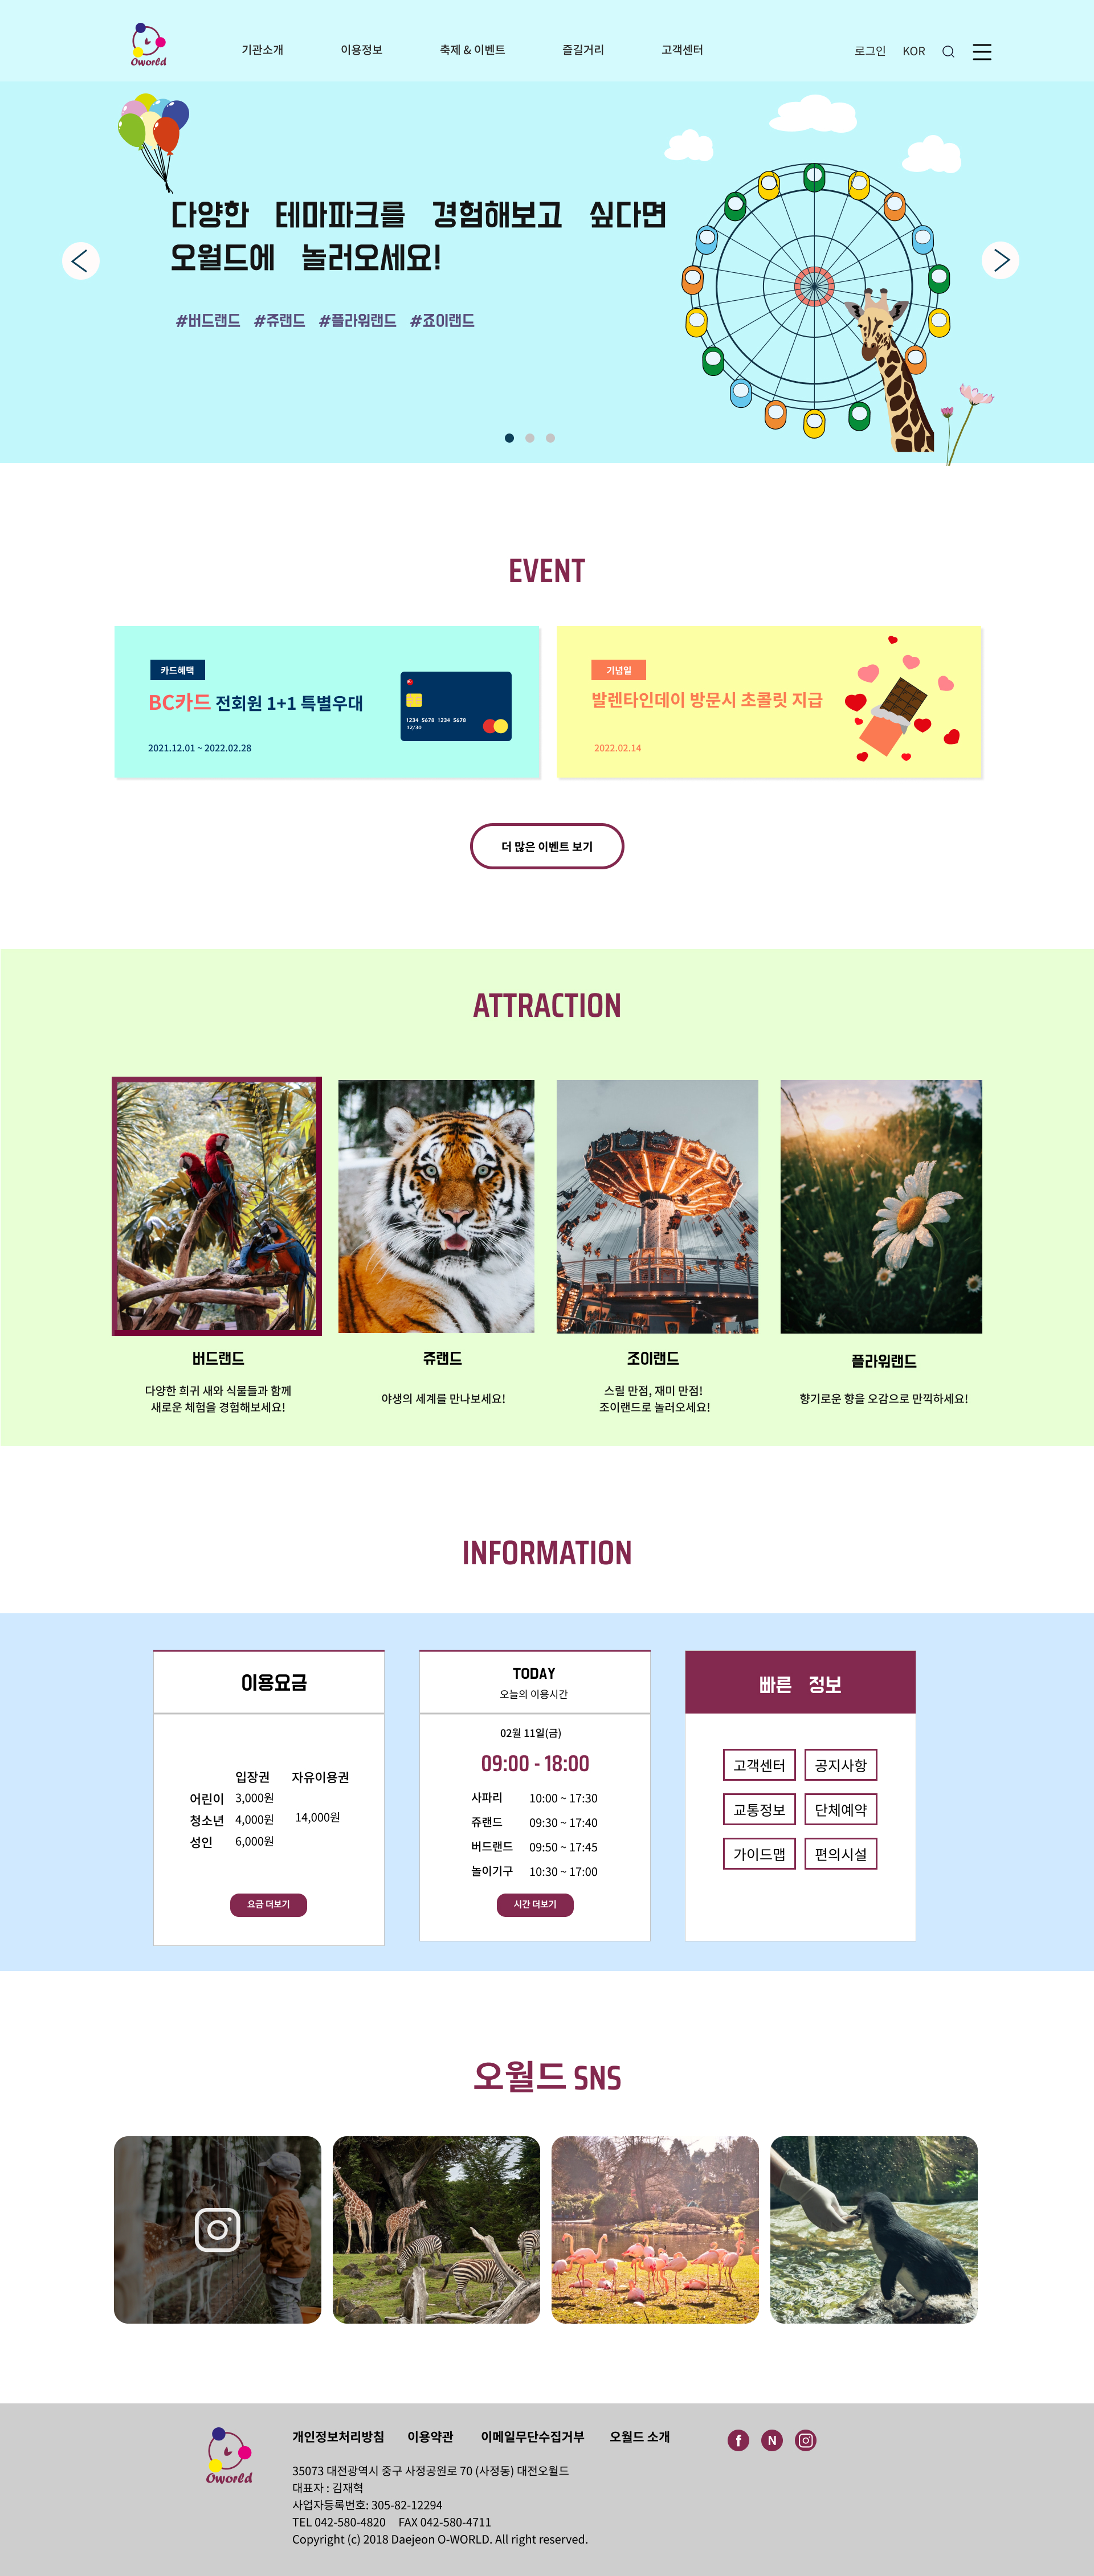 Oworld
기관소개 이용정보 축제 & 이벤트 즐길거리 고객센터 로그인 KOR
다양한 테마파크를 경험해보고 싶다면
오월드에 놀러오세요!
#버드랜드 #쥬랜드 #플라워랜드 #죠이랜드
EVENT
카드혜택
BC카드 전회원 1+1 특별우대
2021.12.01 ~ 2022.02.28
1234 5678 1234 5678
12/30
기념일
발렌타인데이 방문시 초콜릿 지급
2022.02.14
더 많은 이벤트 보기
ATTRACTION
버드랜드
다양한 희귀 새와 식물들과 함께
새로운 체험을 경험해보세요!
쥬랜드
야생의 세계를 만나보세요!
조이랜드
스릴 만점, 재미 만점!
조이랜드로 놀러오세요!
플라워랜드
향기로운 향을 오감으로 만끽하세요!
INFORMATION
이용요금
입장권 자유이용권
어린이 3,000원
청소년 4,000원 14,000원
성인 6,000원
요금 더보기
TODAY
오늘의 이용시간
02월 11일(금)
09:00 - 18:00
사파리 10:00 ~ 17:30
쥬랜드 09:30 ~ 17:40
버드랜드 09:50 ~ 17:45
놀이기구 10:30 ~ 17:00
시간 더보기
빠른 정보
고객센터 공지사항
교통정보 단체예약
가이드맵 편의시설
오월드 SNS
Oworld
개인정보처리방침 이용약관 이메일무단수집거부 오월드 소개 f N
35073 대전광역시 중구 사정공원로 70 (사정동) 대전오월드
대표자 : 김재혁
사업자등록번호: 305-82-12294
TEL 042-580-4820 FAX 042-580-4711
Copyright (c) 2018 Daejeon O-WORLD. All right reserved.